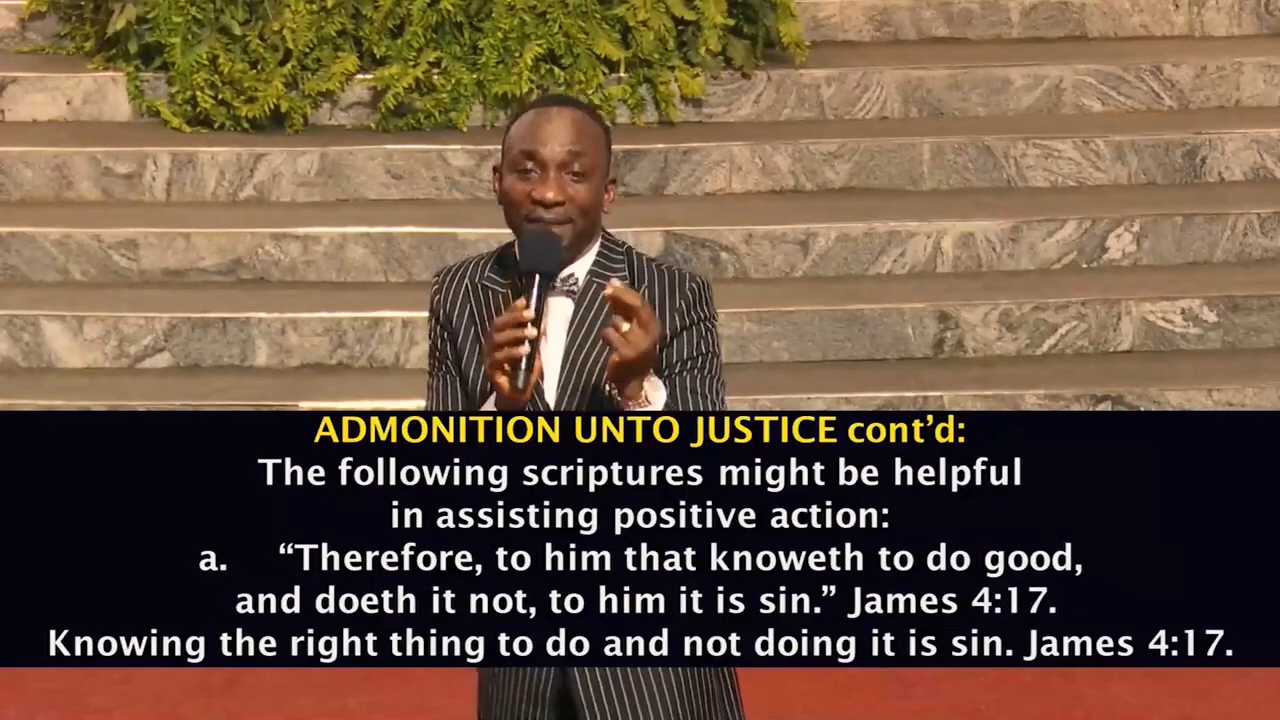 ADMONITION UNTO JUSTICE cont’d:
The following scriptures might be helpful
in assisting positive action:
a. “Therefore, to him that knoweth to do good,
and doeth it not, to him it is sin.” James 4:17.
Knowing the right thing to do and not doing it is sin. James 4:17.